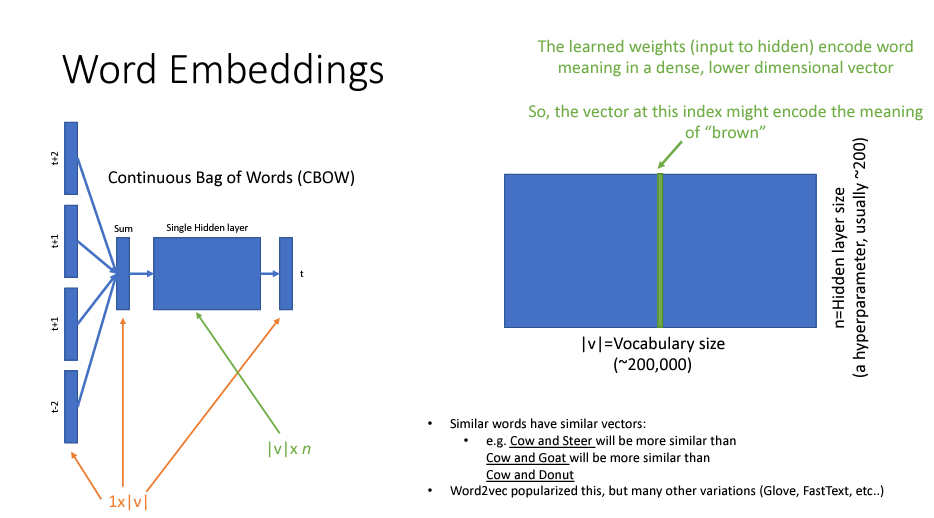 Word Embeddings
The learned weights (input to hidden) encode word
meaning in a dense, lower dimensional vector
So, the vector at this index might encode the meaning
of “brown”
Continuous Bag of Words (CBOW)
t+2
t+1
t+1
t-2
Sum
Single Hidden layer
t
|v|x n
1x|v|
n=Hidden layer size
(a hyperparameter, usually ~200)
|v|=Vocabulary size
(~200,000)
• Similar words have similar vectors:
• e.g. Cow and Steer will be more similar than
Cow and Goat will be more similar than
Cow and Donut
• Word2vec popularized this, but many other variations (Glove, FastText, etc..)